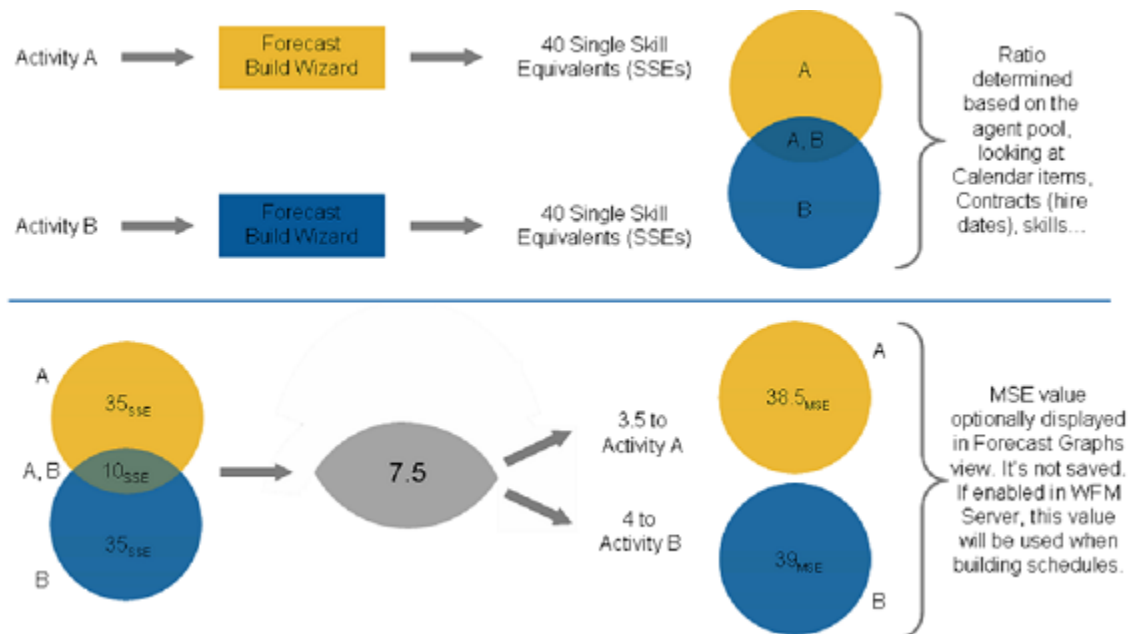 Activity A
Forecast
Build Wizard
40 Single Skill
Equivalents (SSEs)
A
A, B
B
Ratio
determined
based on the
agent pool,
looking at
Calendar items,
Contracts (hire
dates), skills...
Activity B
Forecast
Build Wizard
40 Single Skill
Equivalents (SSEs)
A
35SSE
A, B
10SSE
35SSE
B
7.5
3.5 to
Activity A
4 to
Activity B
A
38.5MSE
39MSE
B
MSE value
optionally displayed
in Forecast Graphs
view. It's not saved.
If enabled in WFM
Server, this value
will be used when
building schedules.